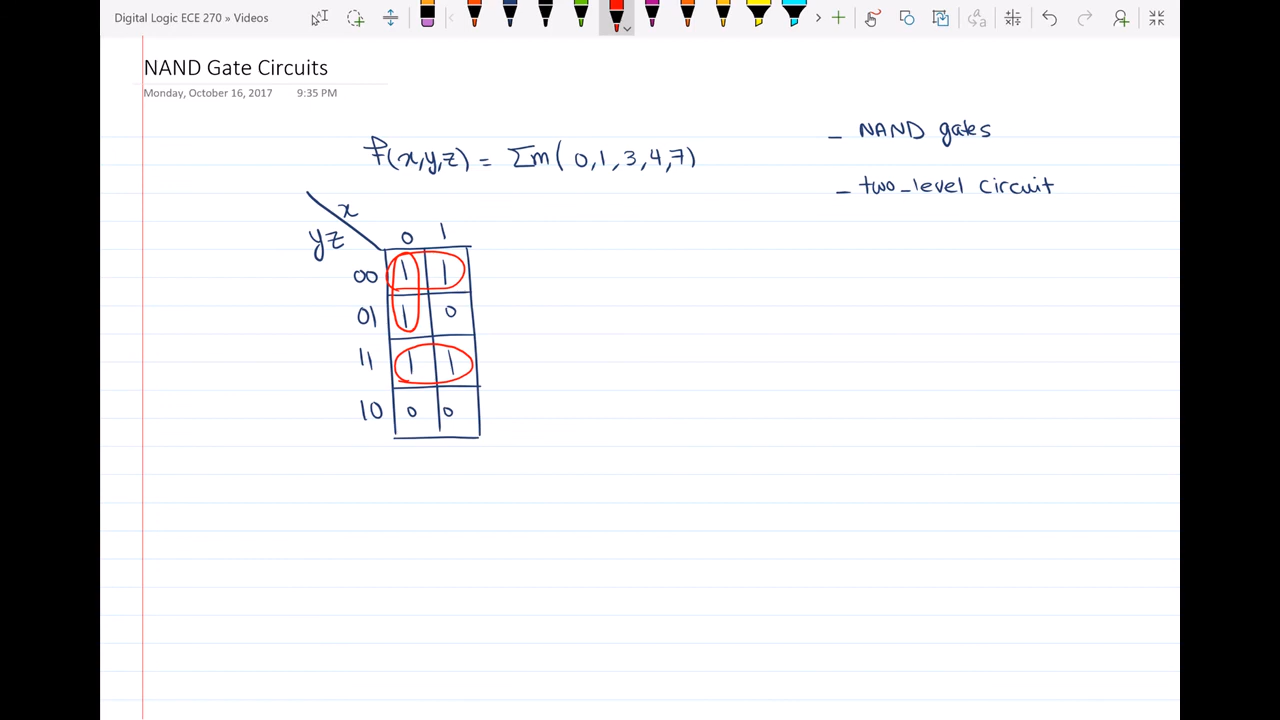 Digital Logic ECE 270 » Videos
NAND Gate Circuits
Monday, October 16, 2017 9:35 PM
- NAND gates
f(x,y,z) = Σm( 0,1,3,4,7)
- two-level circuit
x
yz
0 1
00 1 1
01 1 0
11 1 1
10 0 0